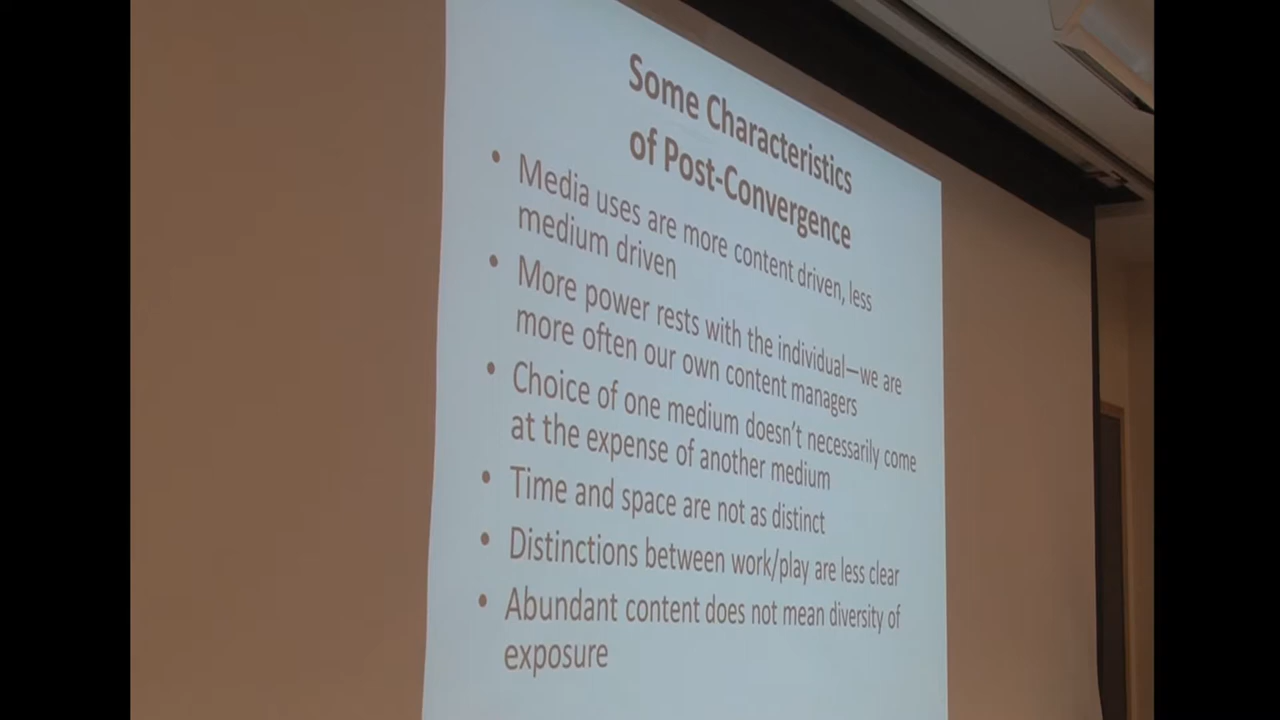 Some Characteristics
of Post-Convergence
• Media uses are more content driven, less
medium driven
• More power rests with the individual—we are
more often our own content managers
• Choice of one medium doesn't necessarily come
at the expense of another medium
• Time and space are not as distinct
• Distinctions between work/play are less clear
• Abundant content does not mean diversity of
exposure